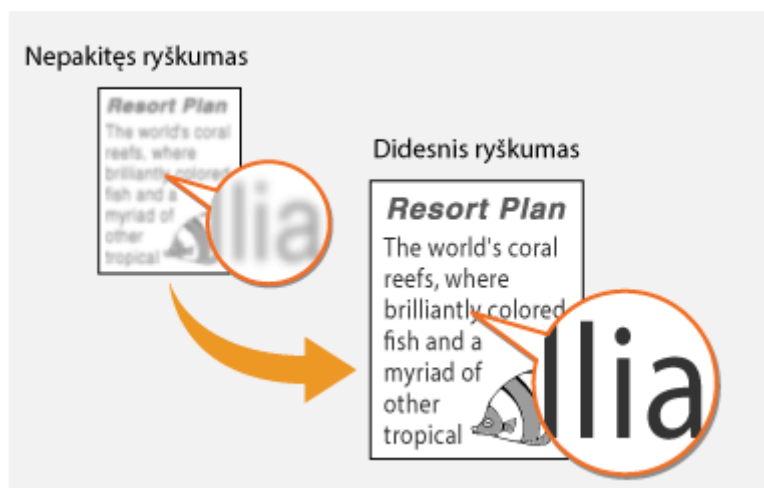 Nepakitęs ryškumas
Resort Plan
The world's coral
reefs, where
brilliantly colored
fish and a
myriad of
other
tropical
lia
Didesnis ryškumas
Resort Plan
The world's coral
reefs, where
brilliantly colored
fish and a
myriad of
other
tropical
llia